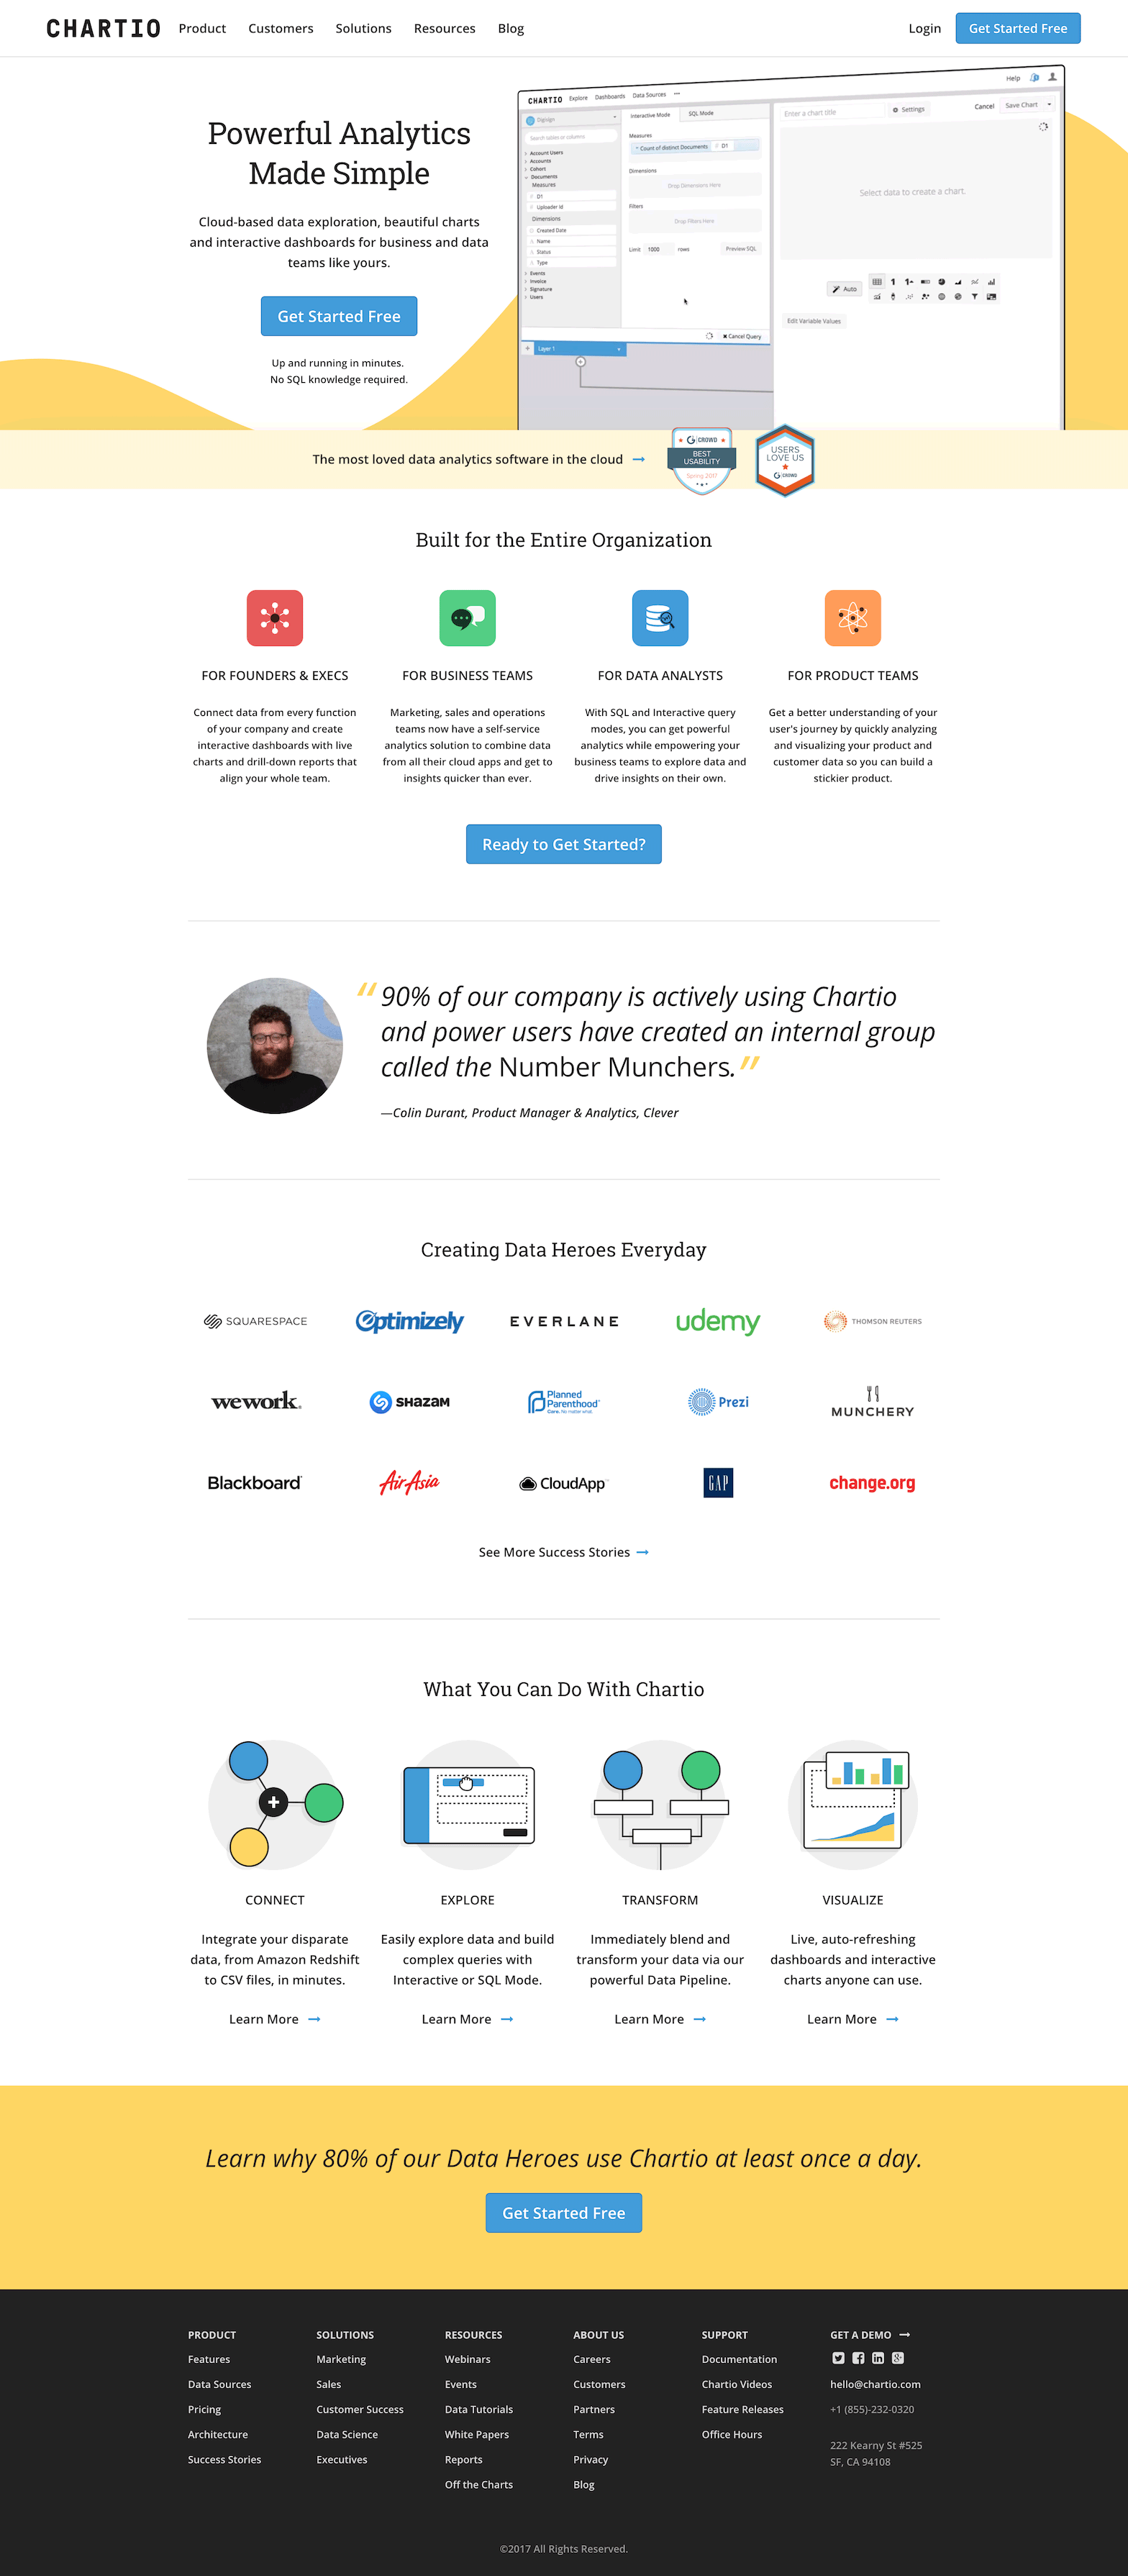 CHARTIO
Product Customers Solutions Resources Blog
Login
Get Started Free
Powerful Analytics
Made Simple
Cloud-based data exploration, beautiful charts
and interactive dashboards for business and data
teams like yours.
Get Started Free
Up and running in minutes.
No SQL knowledge required.
Help
CHARTIO Explore Dashboards Data Sources
Digisign
Search tables or columns
Account Users
Accounts
Cohort
Documents
Measures
D1
Uploader Id
Dimensions
Created Date
Name
Status
Type
Events
Invoice
Signature
Users
Interactive Mode SQL Mode
Measures
Count of distinct Documents D1
Dimensions
Drop Dimensions Here
Filters
Drop Filters Here
Limit 1000 rows Preview SQL
Cancel Query
Layer 1
Enter a chart title Settings Cancel Save Chart
Select data to create a chart.
Auto
Edit Variable Values
The most loved data analytics software in the cloud
G CROWD
BEST
USABILITY
Spring 2017
USERS
LOVE US
G CROWD
Built for the Entire Organization
FOR FOUNDERS & EXECS
Connect data from every function
of your company and create
interactive dashboards with live
charts and drill-down reports that
align your whole team.
FOR BUSINESS TEAMS
Marketing, sales and operations
teams now have a self-service
analytics solution to combine data
from all their cloud apps and get to
insights quicker than ever.
FOR DATA ANALYSTS
With SQL and Interactive query
modes, you can get powerful
analytics while empowering your
business teams to explore data and
drive insights on their own.
FOR PRODUCT TEAMS
Get a better understanding of your
user's journey by quickly analyzing
and visualizing your product and
customer data so you can build a
stickier product.
Ready to Get Started?
“90% of our company is actively using Chartio
and power users have created an internal group
called the Number Munchers.”
—Colin Durant, Product Manager & Analytics, Clever
Creating Data Heroes Everyday
SQUARESPACE
Optimizely
EVERLANE
udemy
THOMSON REUTERS
wework
SHAZAM
Planned
Parenthood
Care. No matter what.
Prezi
MUNCHERY
Blackboard
AirAsia
CloudApp
GAP
change.org
See More Success Stories
What You Can Do With Chartio
CONNECT
Integrate your disparate
data, from Amazon Redshift
to CSV files, in minutes.
Learn More
EXPLORE
Easily explore data and build
complex queries with
Interactive or SQL Mode.
Learn More
TRANSFORM
Immediately blend and
transform your data via our
powerful Data Pipeline.
Learn More
VISUALIZE
Live, auto-refreshing
dashboards and interactive
charts anyone can use.
Learn More
Learn why 80% of our Data Heroes use Chartio at least once a day.
Get Started Free
PRODUCT
Features
Data Sources
Pricing
Architecture
Success Stories
SOLUTIONS
Marketing
Sales
Customer Success
Data Science
Executives
RESOURCES
Webinars
Events
Data Tutorials
White Papers
Reports
Off the Charts
ABOUT US
Careers
Customers
Partners
Terms
Privacy
Blog
SUPPORT
Documentation
Chartio Videos
Feature Releases
Office Hours
GET A DEMO
hello@chartio.com
+1 (855)-232-0320
222 Kearny St #525
SF, CA 94108
©2017 All Rights Reserved.